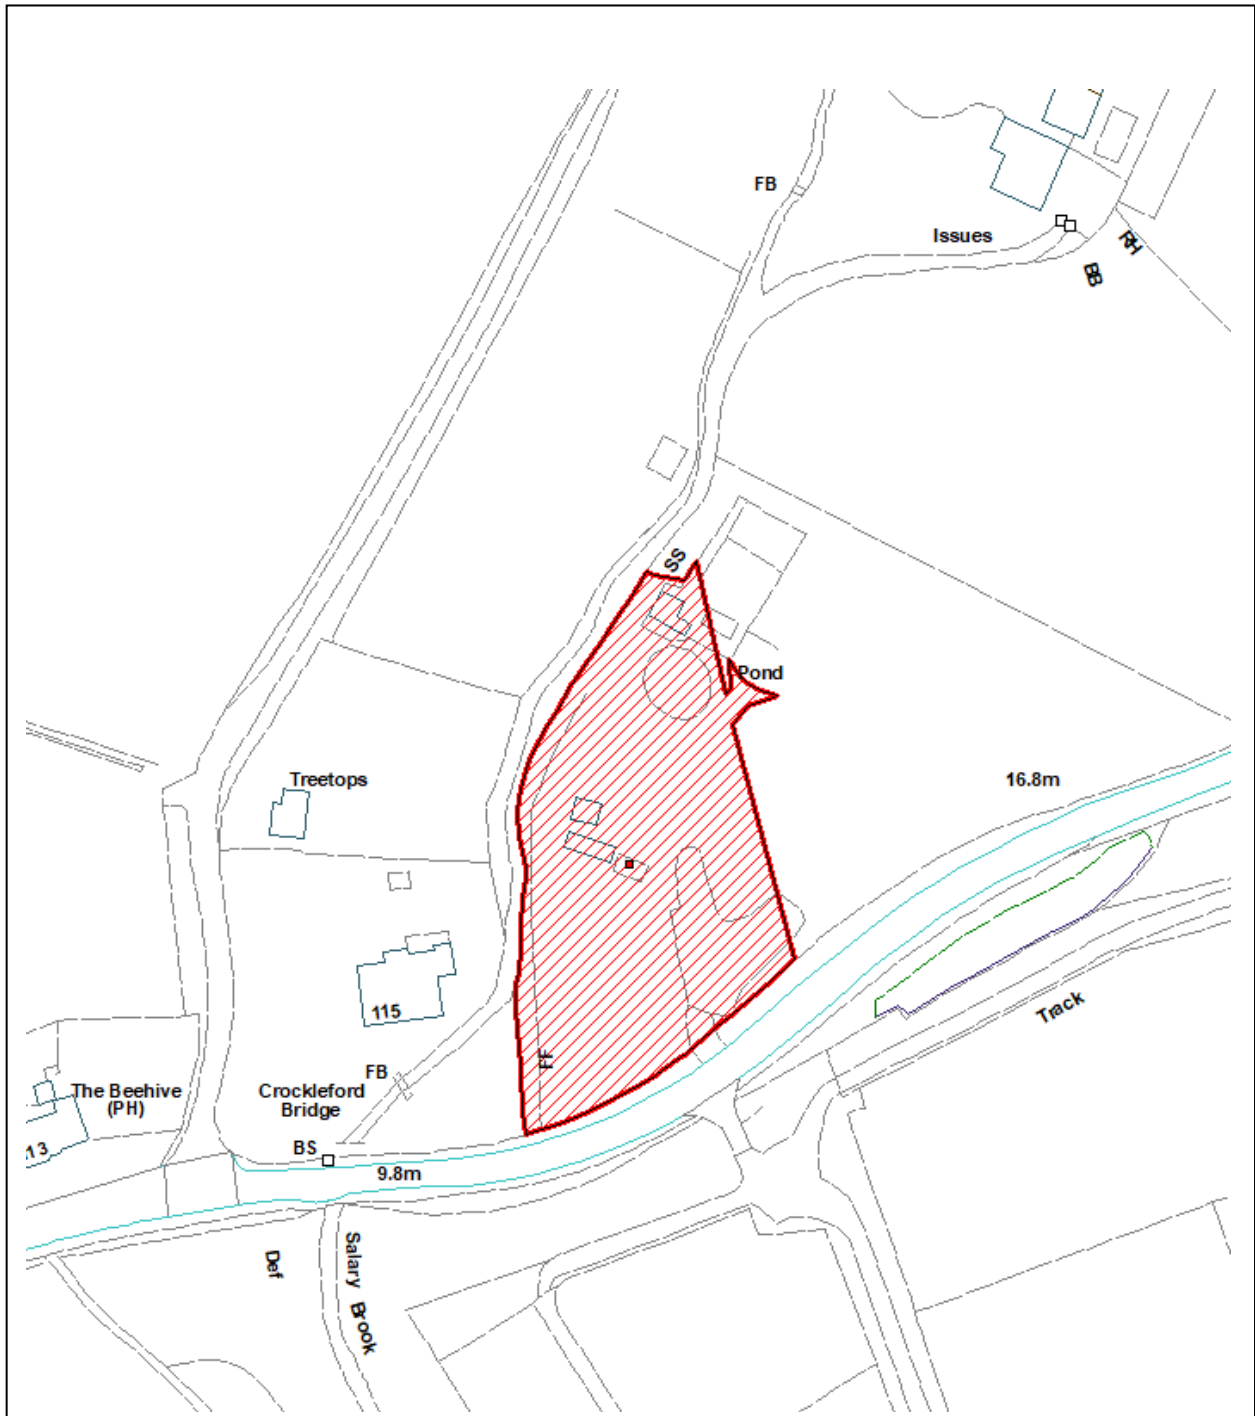 FB
Issues
RH
BB
SS
Pond
Treetops
16.8m
115
Track
FF
FB
The Beehive
(PH)
Crockleford
Bridge
13
BS
9.8m
Def
Salary Brook